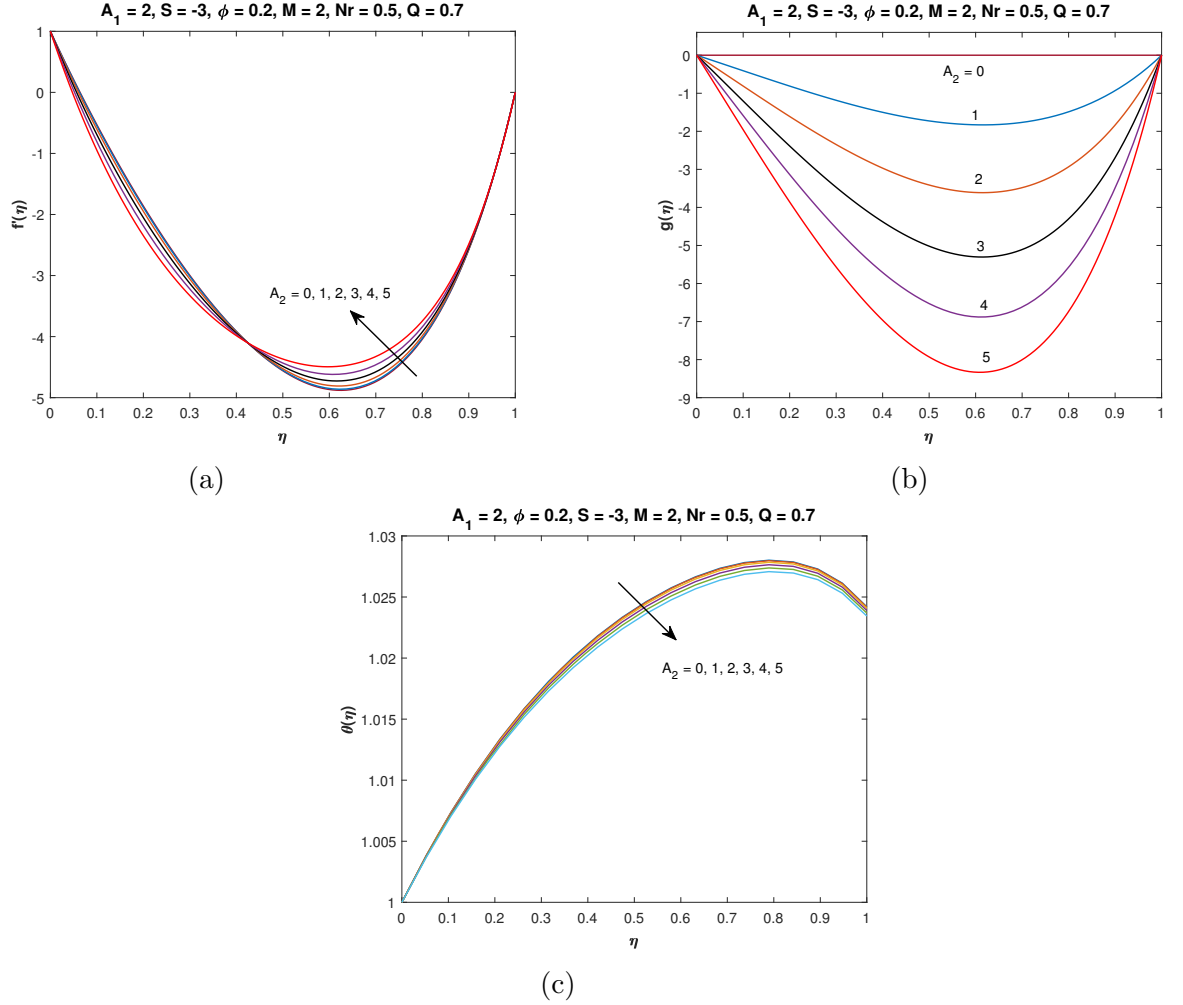 A_1 = 2, S = -3, ϕ = 0.2, M = 2, Nr = 0.5, Q = 0.7
1
0
-1
-2
-3
-4
-5
f'(η)
A_2 = 0, 1, 2, 3, 4, 5
0 0.1 0.2 0.3 0.4 0.5 0.6 0.7 0.8 0.9 1
η
(a)
A_1 = 2, S = -3, ϕ = 0.2, M = 2, Nr = 0.5, Q = 0.7
0
-1
-2
-3
-4
-5
-6
-7
-8
-9
g(η)
A_2 = 0
1
2
3
4
5
0 0.1 0.2 0.3 0.4 0.5 0.6 0.7 0.8 0.9 1
η
(b)
A_1 = 2, ϕ = 0.2, S = -3, M = 2, Nr = 0.5, Q = 0.7
1.03
1.025
1.02
1.015
1.01
1.005
1
θ(η)
A_2 = 0, 1, 2, 3, 4, 5
0 0.1 0.2 0.3 0.4 0.5 0.6 0.7 0.8 0.9 1
η
(c)